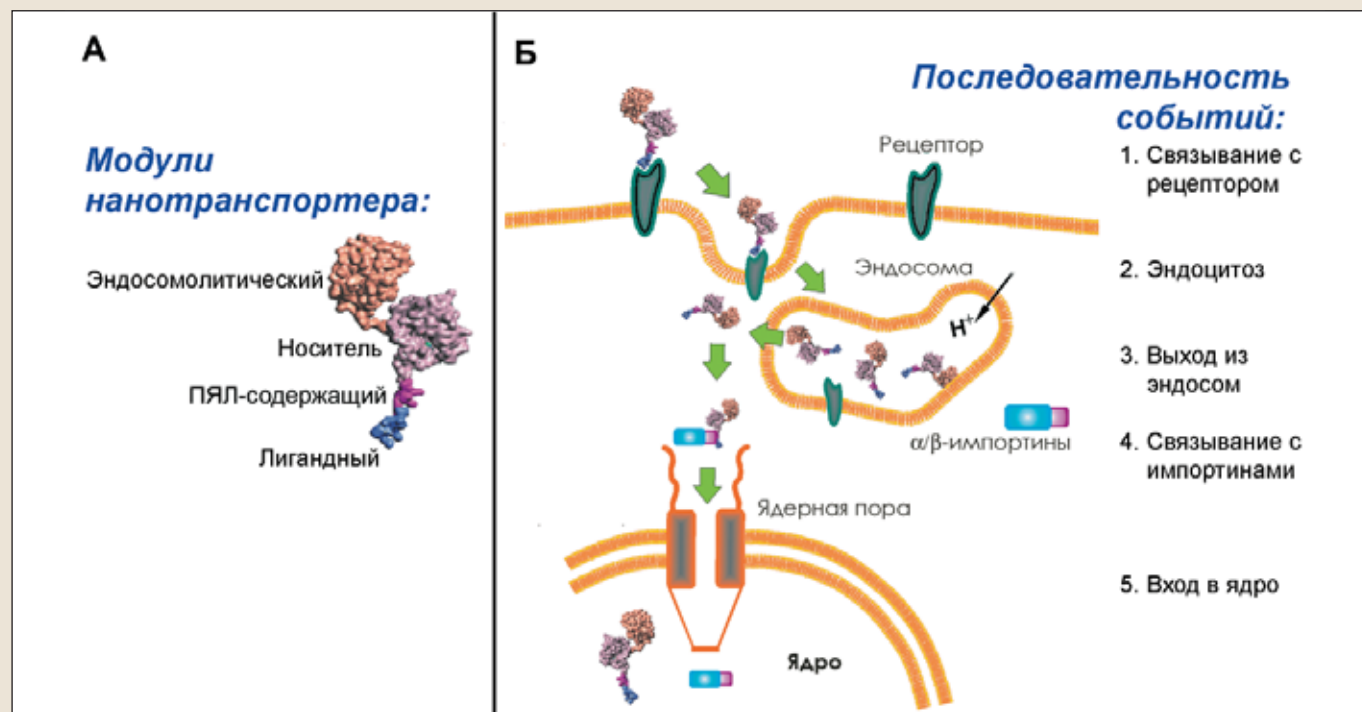 А
Модули
нанотранспортера:
Эндосомолитический
Носитель
ПЯЛ-содержащий
Лигандный
Б
Последовательность
событий:
Рецептор
1. Связывание с
рецептором
Эндосома
2. Эндоцитоз
H+
3. Выход из
эндосом
α/β-импортины
4. Связывание с
импортинами
Ядерная пора
5. Вход в ядро
Ядро